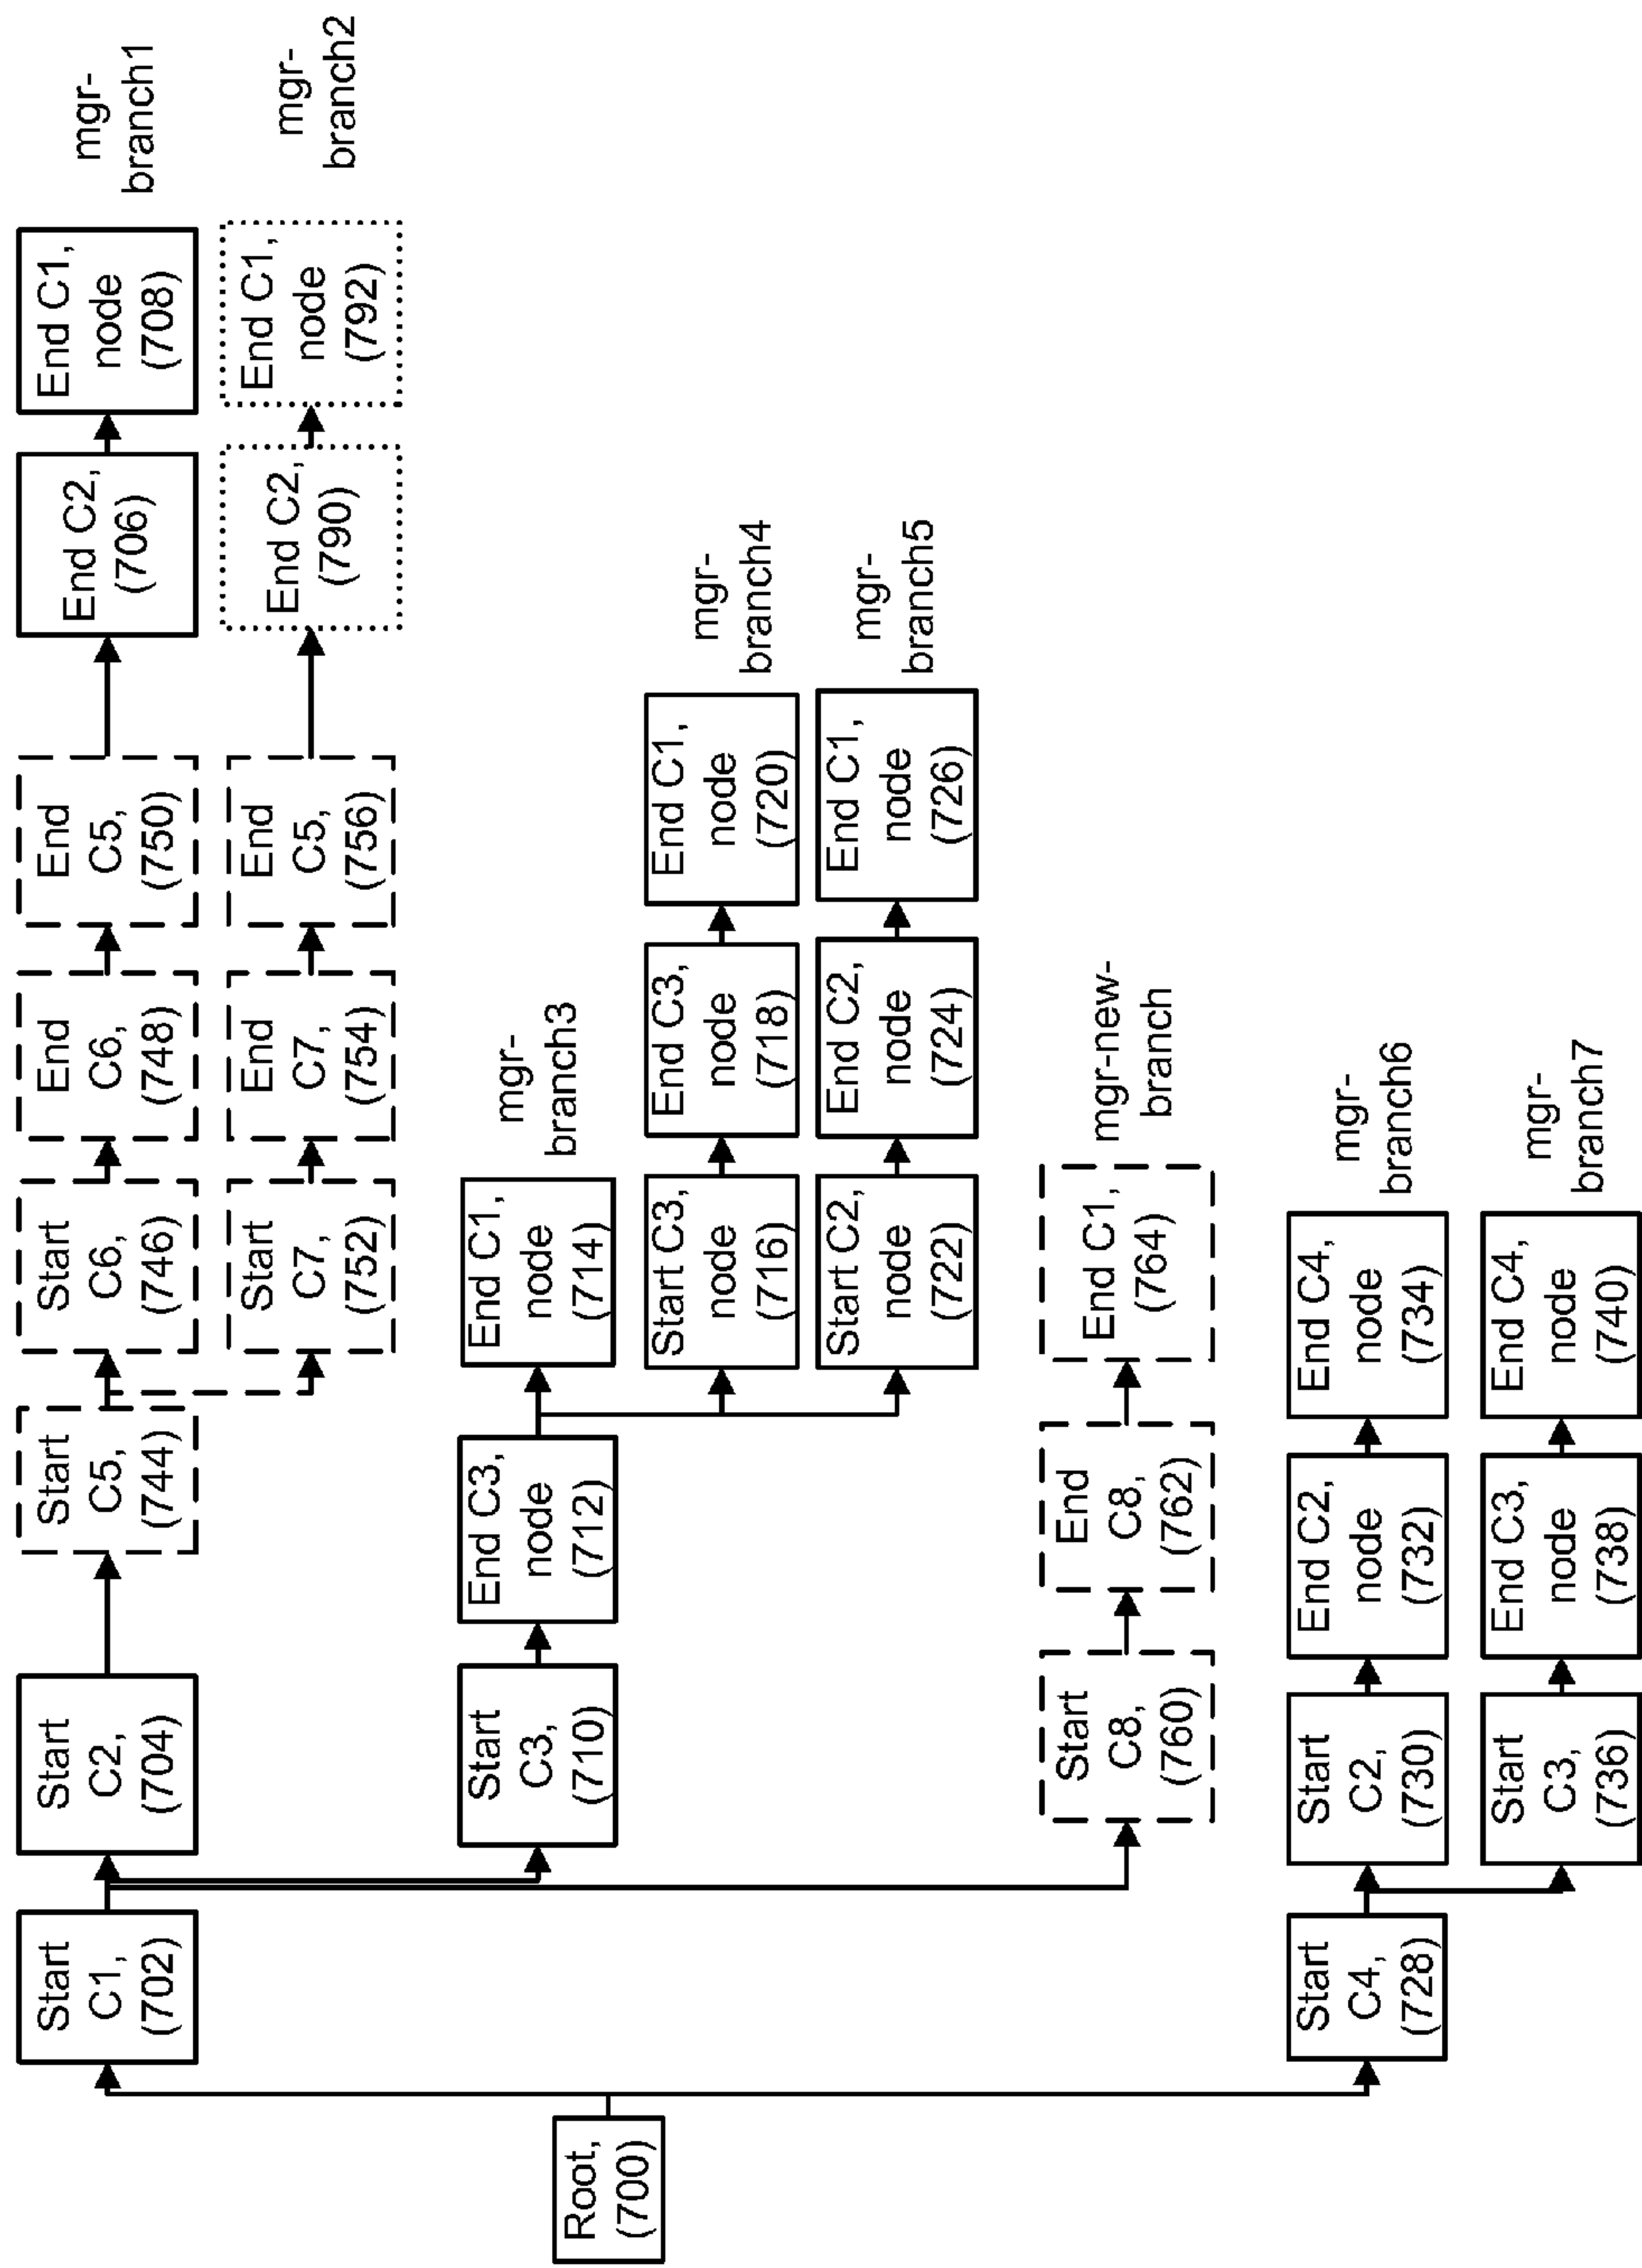 Root,
(700)
Start
C1,
(702)
Start
C2,
(704)
Start
C5,
(744)
Start
C6,
(746)
End
C6,
(748)
End
C5,
(750)
End C2,
(706)
End C1,
node
(708)
mgr-
branch1
Start
C7,
(752)
End
C7,
(754)
End
C5,
(756)
End C2,
(790)
End C1,
node
(792)
mgr-
branch2
Start
C3,
(710)
End C3,
node
(712)
End C1,
node
(714)
mgr-
branch3
Start C3,
node
(716)
End C3,
node
(718)
End C1,
node
(720)
mgr-
branch4
Start C2,
node
(722)
End C2,
node
(724)
End C1,
node
(726)
mgr-
branch5
Start
C8,
(760)
End
C8,
(762)
End C1,
(764)
mgr-new-
branch
Start
C4,
(728)
Start
C2,
(730)
End C2,
node
(732)
End C4,
node
(734)
mgr-
branch6
Start
C3,
(736)
End C3,
node
(738)
End C4,
node
(740)
mgr-
branch7